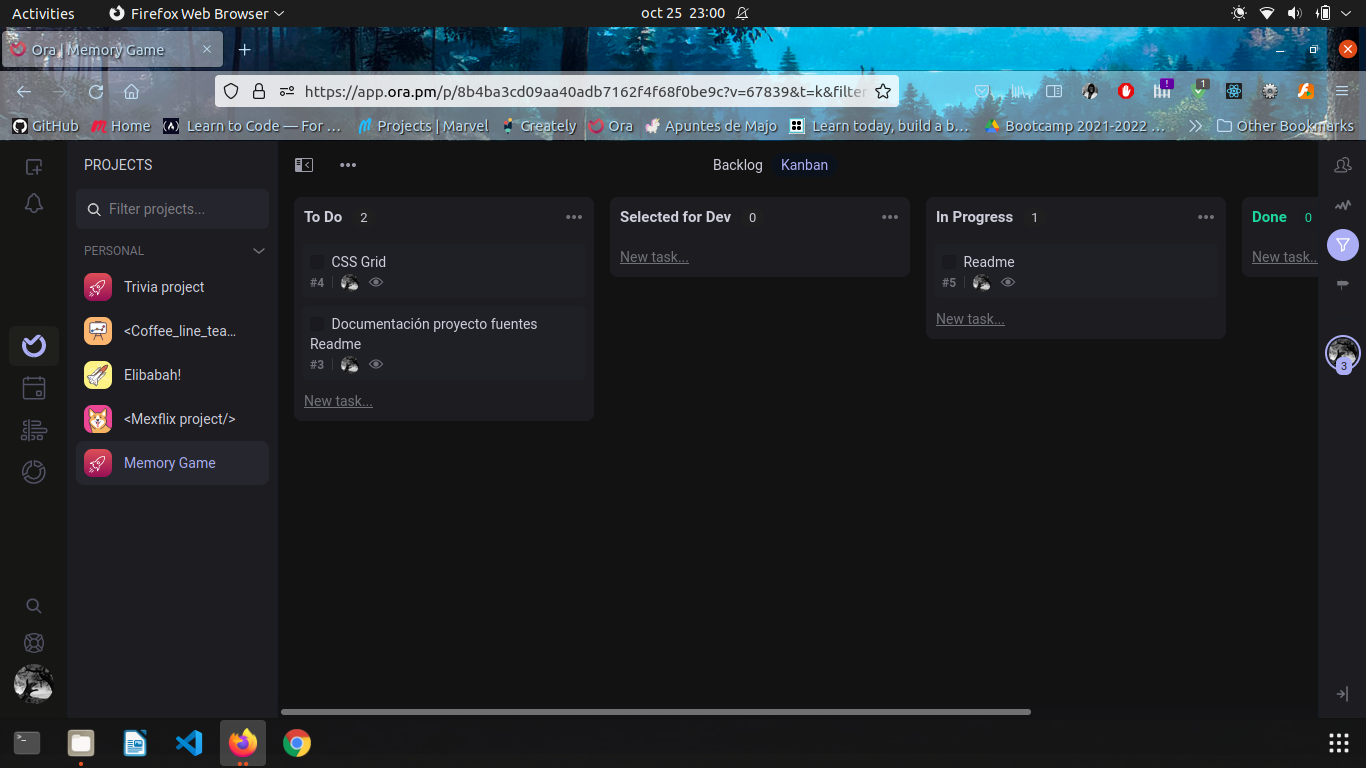 Activities
Firefox Web Browser
oct 25 23:00
Ora | Memory Game
https://app.ora.pm/p/8b4ba3cd09aa40adb7162f4f68f0be9c?v=67839&t=k&filter
GitHub
Home
Learn to Code — For ...
Projects | Marvel
Creately
Ora
Apuntes de Majo
Learn today, build a b...
Bootcamp 2021-2022 ...
Other Bookmarks
!
1
PROJECTS
Filter projects...
PERSONAL
Trivia project
<Coffee_line_tea...
Elibabah!
<Mexflix project/>
Memory Game
Backlog
Kanban
To Do 2
CSS Grid
#4
Documentación proyecto fuentes
Readme
#3
New task...
Selected for Dev 0
New task...
In Progress 1
Readme
#5
New task...
Done 0
New task..
3